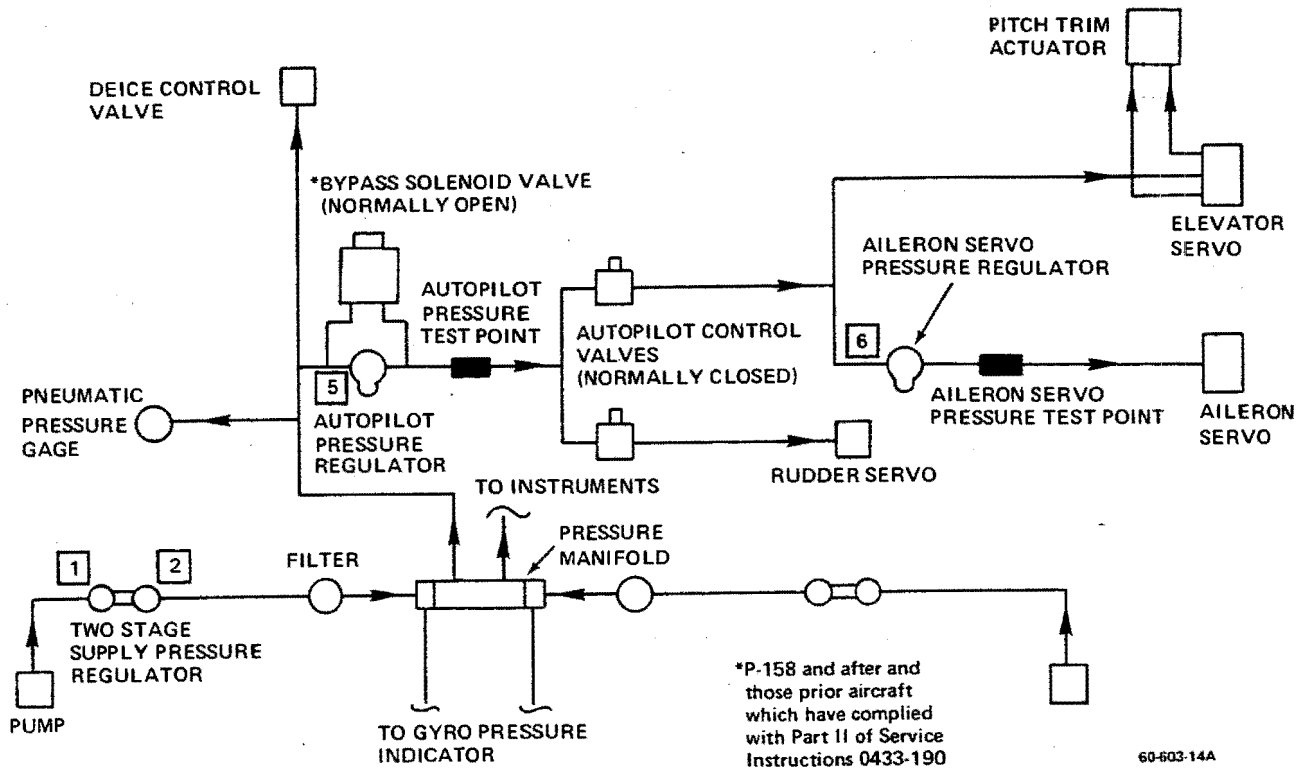 PITCH TRIM
ACTUATOR
DEICE CONTROL
VALVE
*BYPASS SOLENOID VALVE
(NORMALLY OPEN)
ELEVATOR
SERVO
AILERON SERVO
PRESSURE REGULATOR
AUTOPILOT
PRESSURE
TEST POINT
AUTOPILOT CONTROL
VALVES
(NORMALLY CLOSED)
6
5
PNEUMATIC
PRESSURE
GAGE
AUTOPILOT
PRESSURE
REGULATOR
AILERON SERVO
PRESSURE TEST POINT
AILERON
SERVO
RUDDER SERVO
TO INSTRUMENTS
PRESSURE
MANIFOLD
1
2
FILTER
TWO STAGE
SUPPLY PRESSURE
REGULATOR
PUMP
TO GYRO PRESSURE
INDICATOR
*P-158 and after and
those prior aircraft
which have complied
with Part II of Service
Instructions 0433-190
60-603-14A